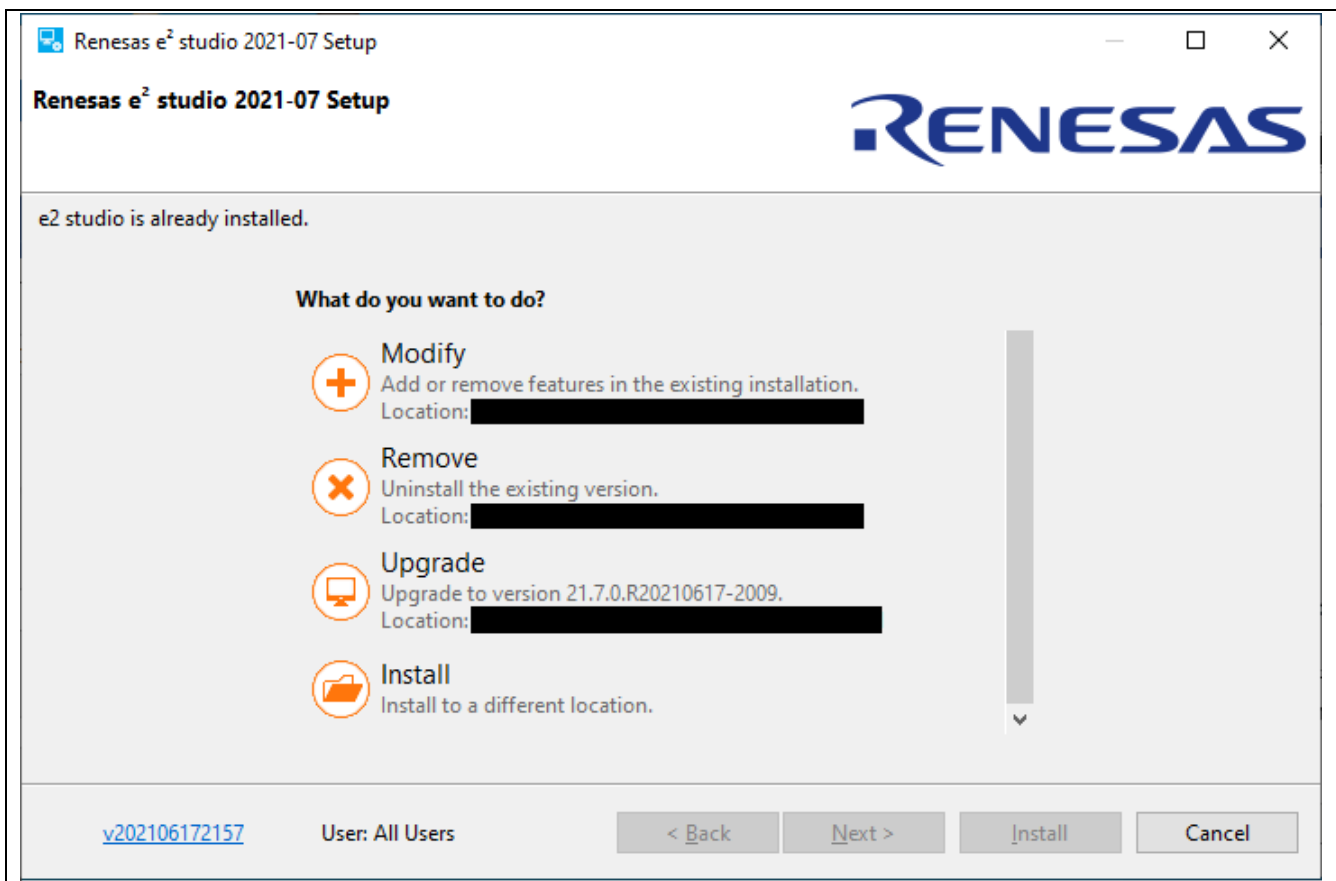 Renesas e² studio 2021-07 Setup
Renesas e² studio 2021-07 Setup
RENESAS
e2 studio is already installed.
What do you want to do?
Modify
Add or remove features in the existing installation.
Location:
Remove
Uninstall the existing version.
Location:
Upgrade
Upgrade to version 21.7.0.R20210617-2009.
Location:
Install
Install to a different location.
v202106172157 User: All Users < Back Next > Install Cancel